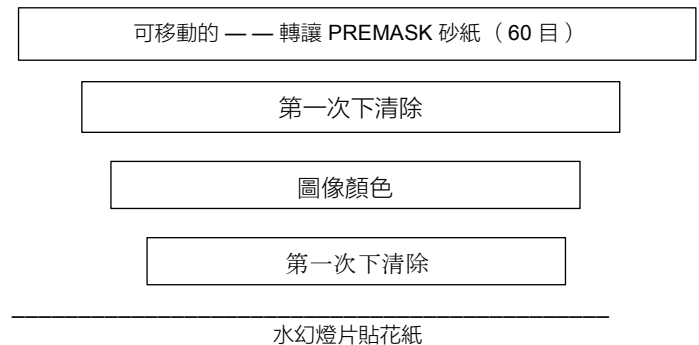 可移動的 — — 轉讓 PREMASK 砂紙（60 目）
第一次下清除
圖像顏色
第一次下清除
水幻燈片貼花紙